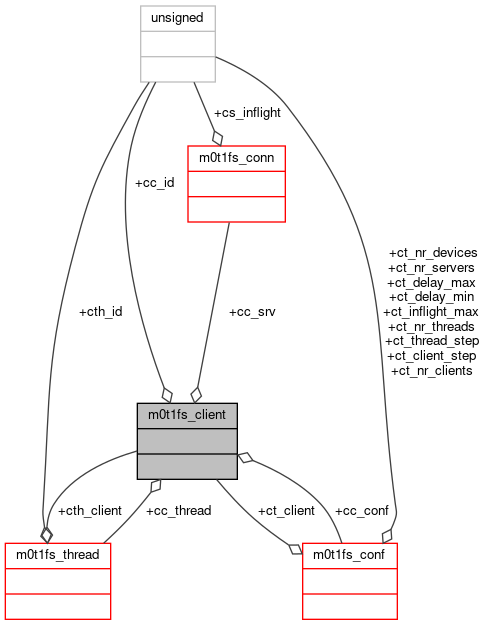 unsigned
+cs_inflight
m0t1fs_conn
+cc_id
+ct_nr_devices
+ct_nr_servers
+ct_delay_max
+ct_delay_min
+ct_inflight_max
+ct_nr_threads
+ct_thread_step
+ct_client_step
+ct_nr_clients
+cth_id
+cc_srv
m0t1fs_client
+cth_client
+cc_thread
+ct_client
+cc_conf
m0t1fs_thread
m0t1fs_conf